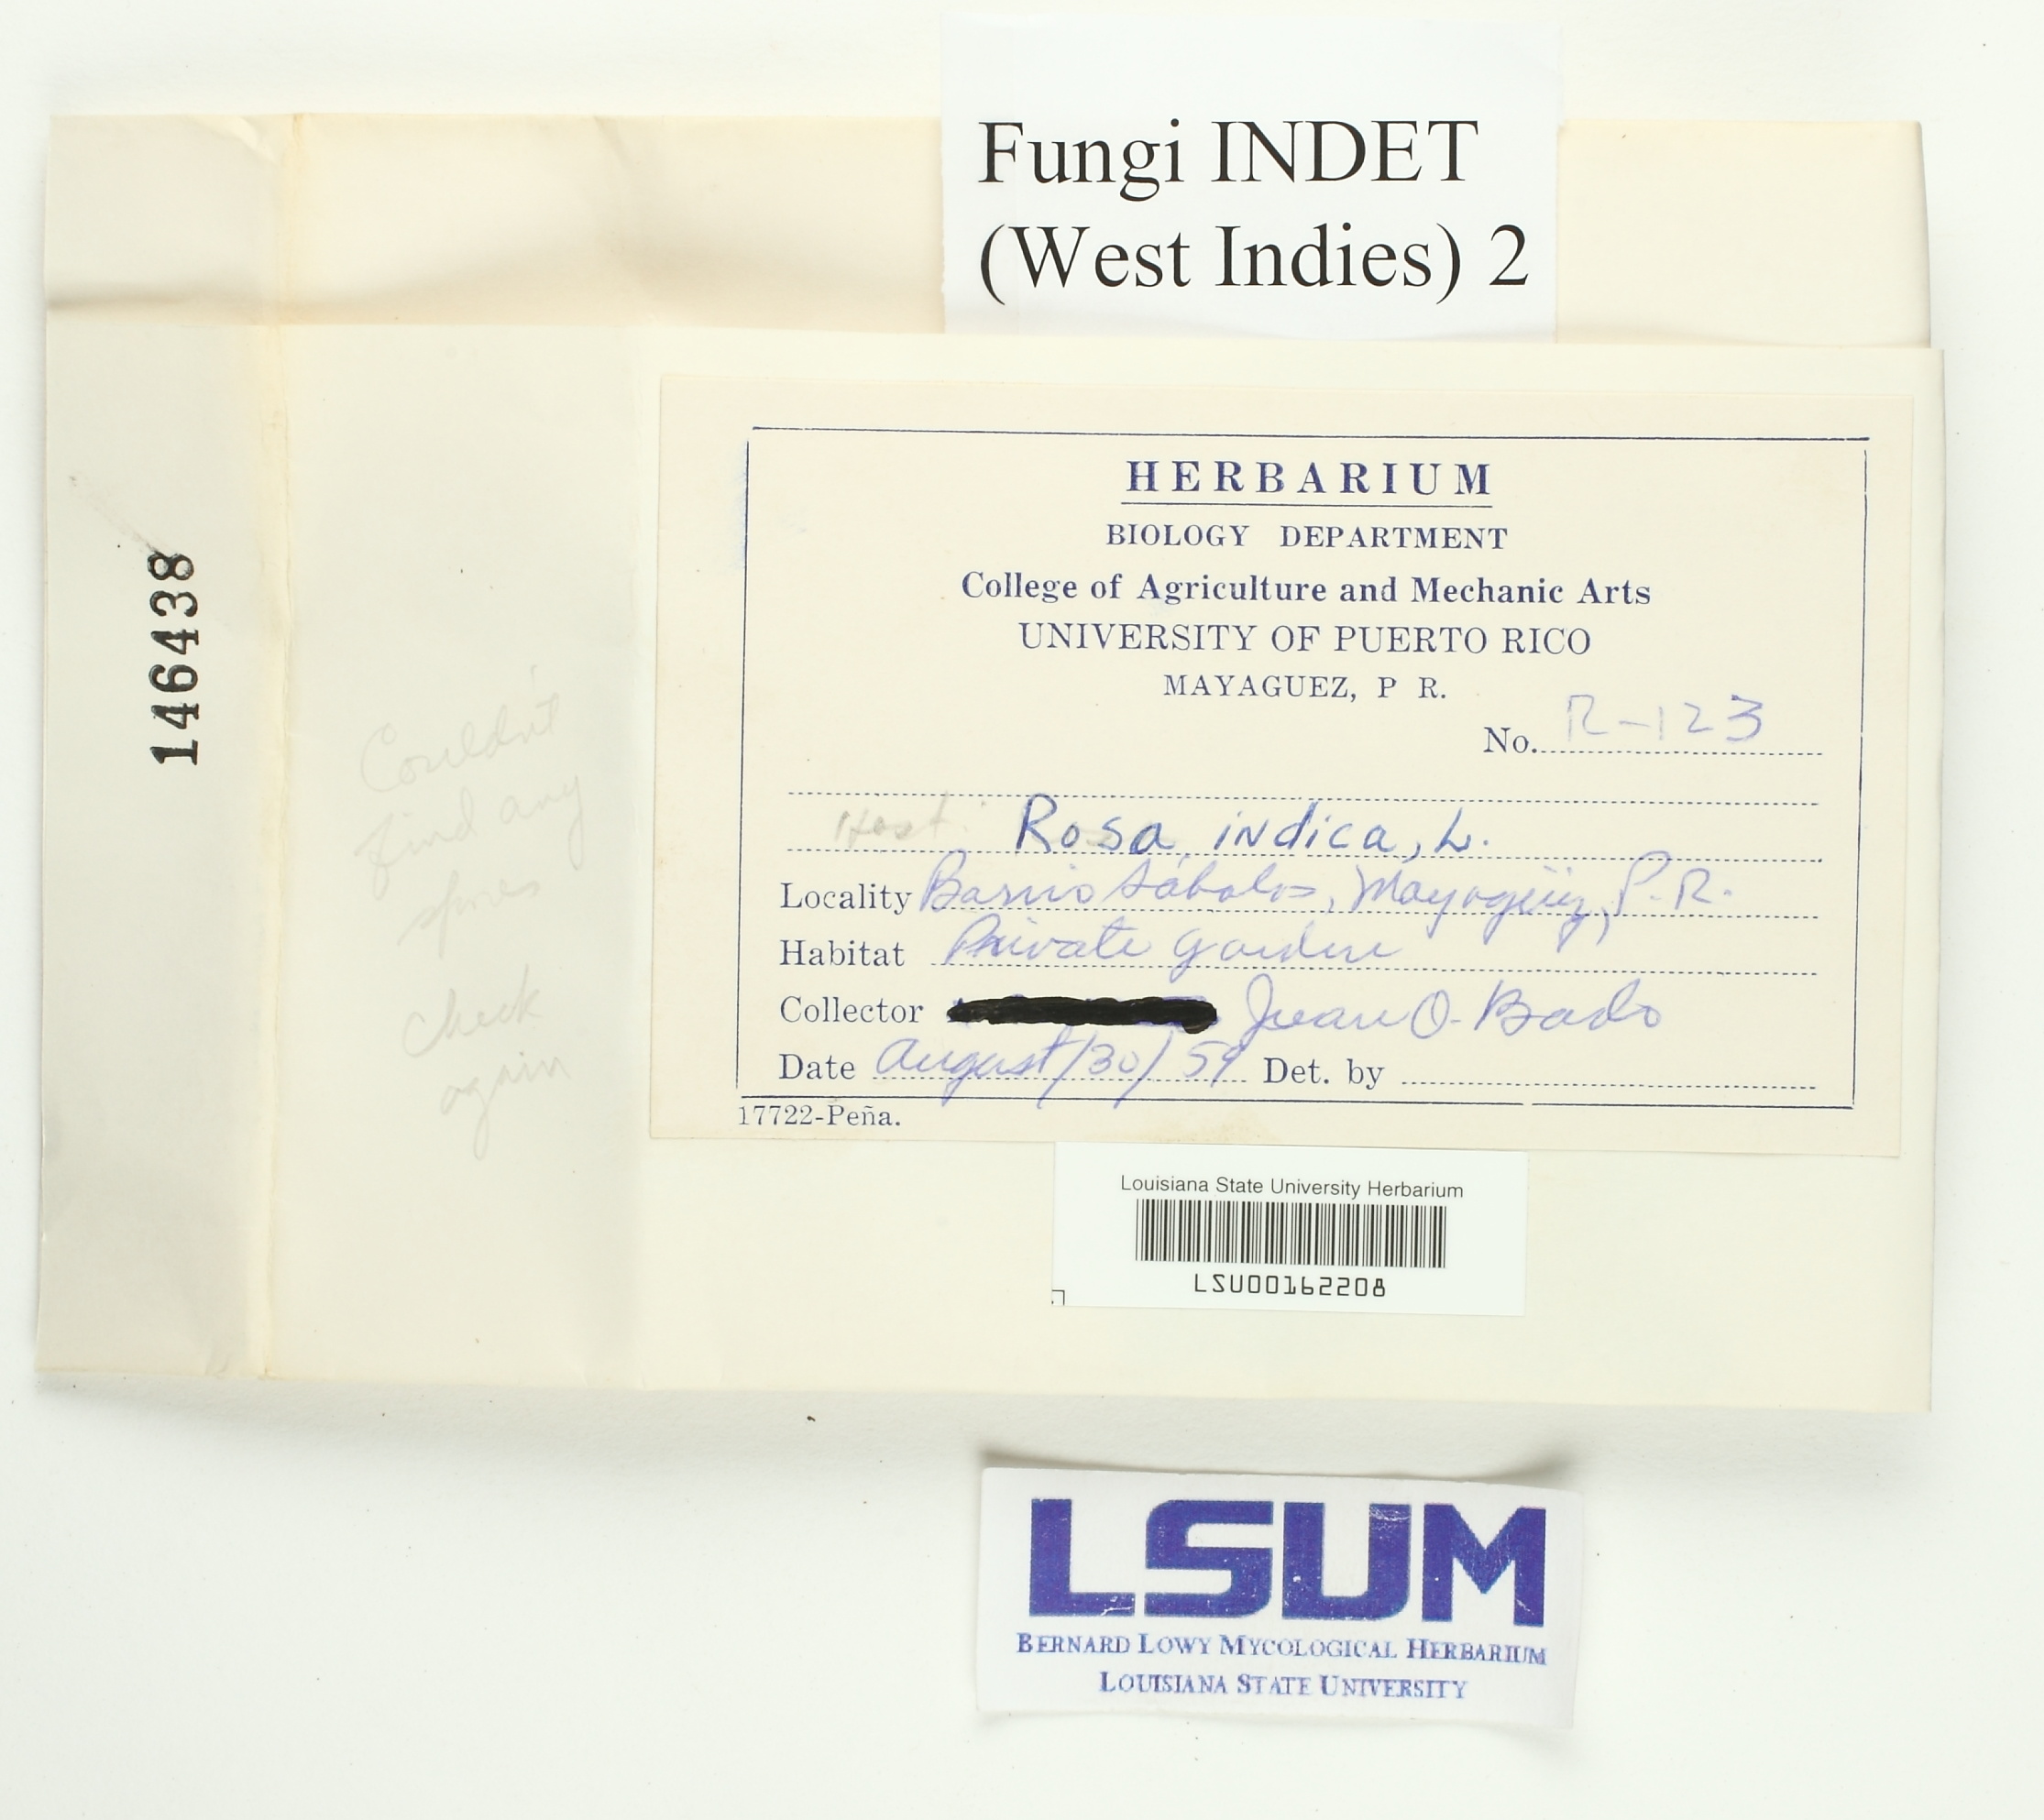 Fungi INDET
(West Indies) 2
146438
Couldn't
find any
spores
check
again
HERBARIUM
BIOLOGY DEPARTMENT
College of Agriculture and Mechanic Arts
UNIVERSITY OF PUERTO RICO
MAYAGUEZ, P R.
No. R-123
Host: Rosa indica, L.
Locality Barrio Sábalos, Mayagüez, P.R.
Habitat Private garden
Collector Juan O. Bado
Date August/30/59 Det. by
17722-Peña.
Louisiana State University Herbarium
LSU00162208
LSUM
BERNARD LOWY MYCOLOGICAL HERBARIUM
LOUISIANA STATE UNIVERSITY